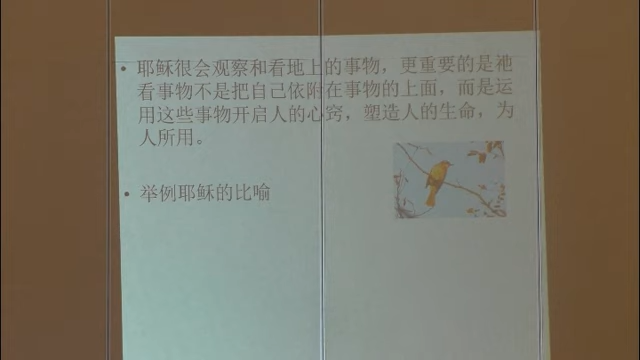 • 耶稣很会观察和看地上的事物，更重要的是祂
看事物不是把自己依附在事物的上面，而是运
用这些事物开启人的心窍，塑造人的生命，为
人所用。
• 举例耶稣的比喻